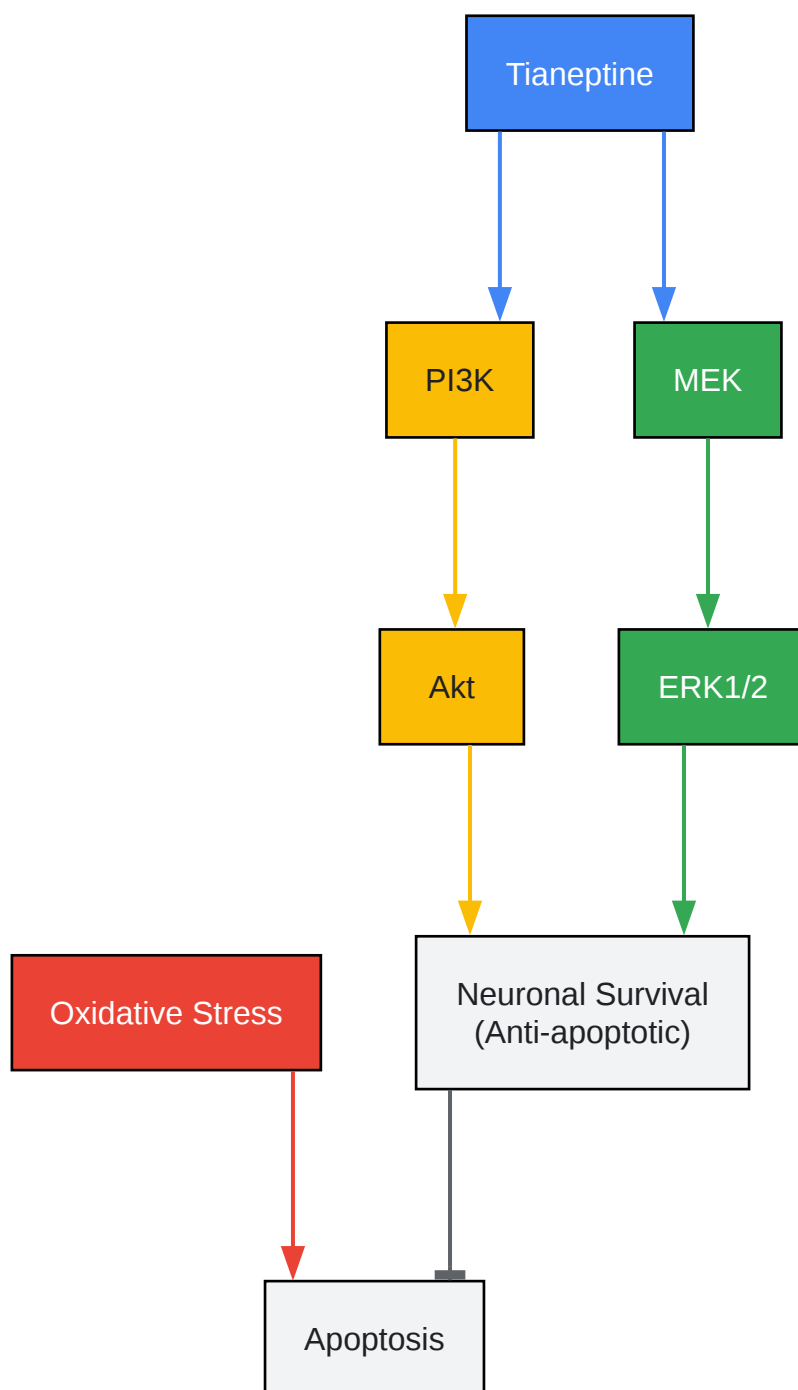 Tianeptine
PI3K
MEK
Akt
ERK1/2
Oxidative Stress
Neuronal Survival
(Anti-apoptotic)
Apoptosis